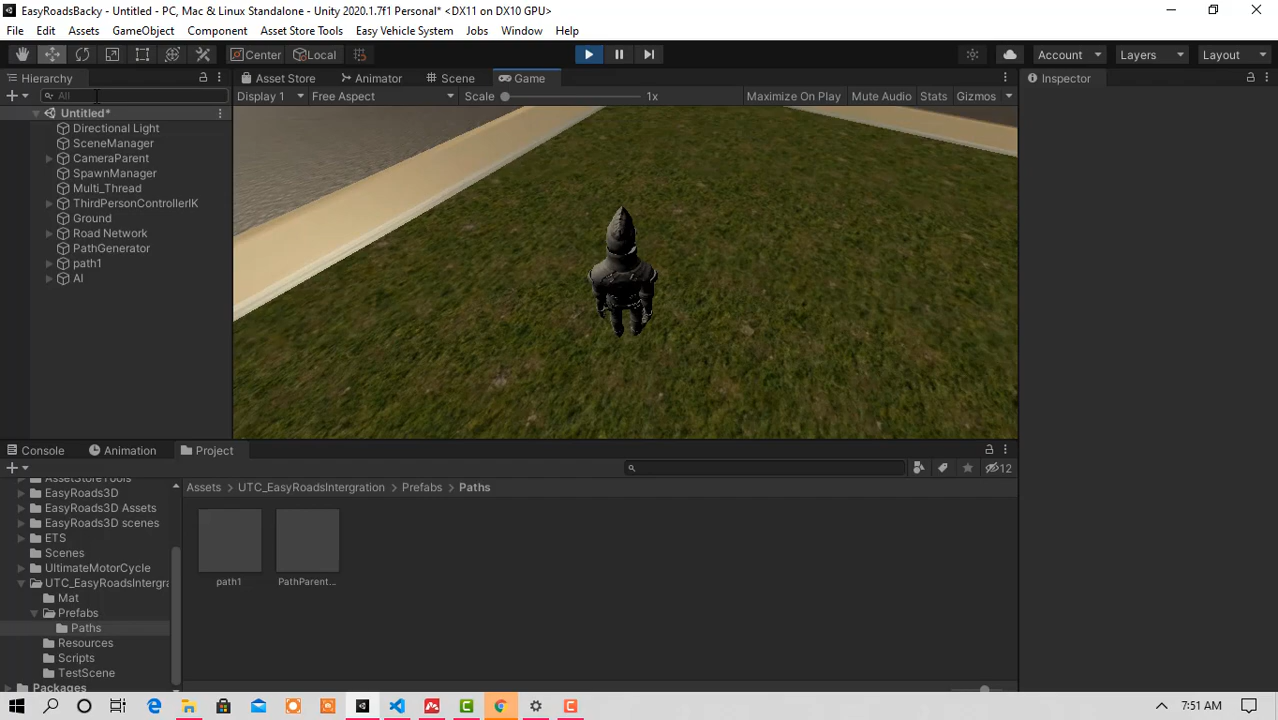 EasyRoadsBacky - Untitled - PC, Mac & Linux Standalone - Unity 2020.1.7f1 Personal* <DX11 on DX10 GPU>
File Edit Assets GameObject Component Asset Store Tools Easy Vehicle System Jobs Window Help
Center Local Account Layers Layout
Hierarchy Asset Store Animator Scene Game Inspector
All Display 1 Free Aspect Scale 1x Maximize On Play Mute Audio Stats Gizmos
Untitled*
Directional Light
SceneManager
CameraParent
SpawnManager
Multi_Thread
ThirdPersonControllerIK
Ground
Road Network
PathGenerator
path1
AI
Console Animation Project
12
AssetStoreTools
Assets > UTC_EasyRoadsIntergration > Prefabs > Paths
EasyRoads3D
EasyRoads3D Assets
EasyRoads3D scenes
ETS
Scenes
UltimateMotorCycle
UTC_EasyRoadsIntergra
Mat
Prefabs
Paths
Resources
Scripts
TestScene
Packages
path1 PathParent...
7:51 AM